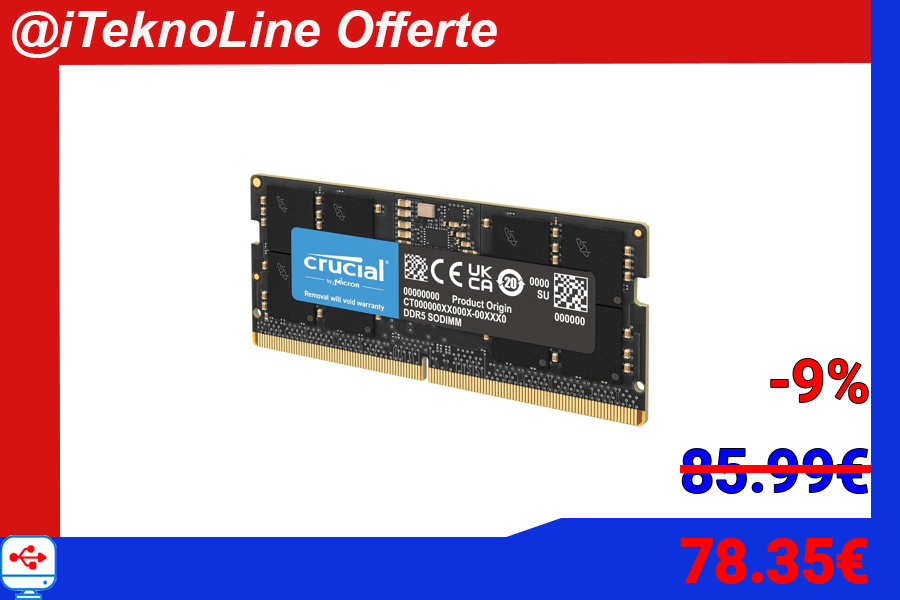 @iTeknoLine Offerte
crucial
by Micron
Removal will void warranty
CE UK CA 20
0000
SU
000000
00000000 Product Origin
CT000000XX000X-00XXX0
DDR5 SODIMM
-9%
85.99€
78.35€